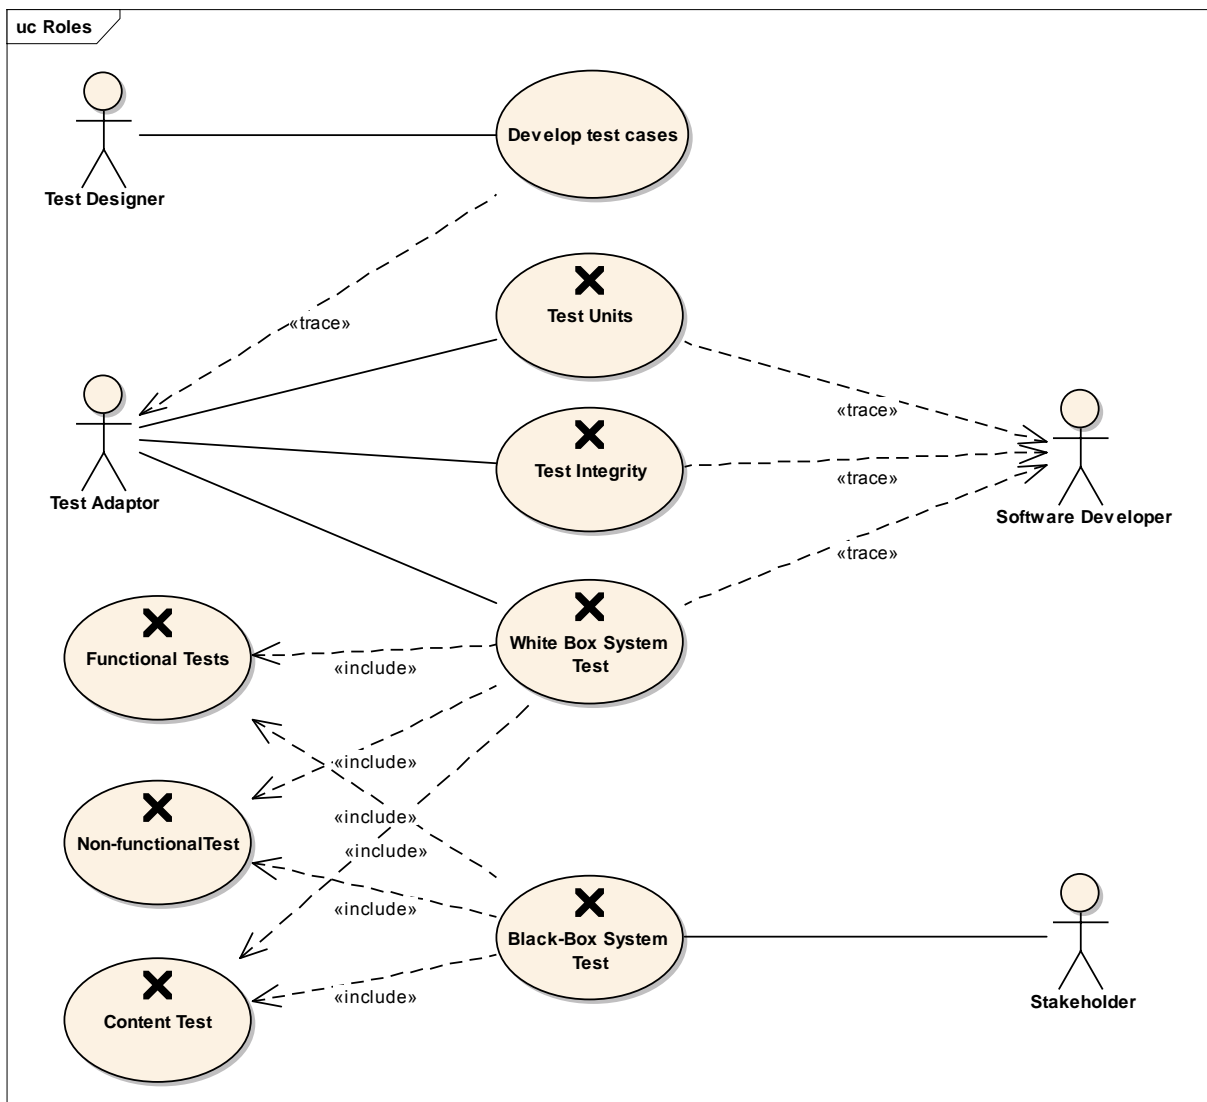 uc Roles
Develop test cases
Test Designer
Test Units
«trace»
«trace»
Test Integrity
«trace»
Test Adaptor
Software Developer
«trace»
White Box System
Test
Functional Tests
«include»
«include»
«include»
Non-functionalTest
«include»
«include»
Black-Box System
Test
«include»
Content Test
Stakeholder